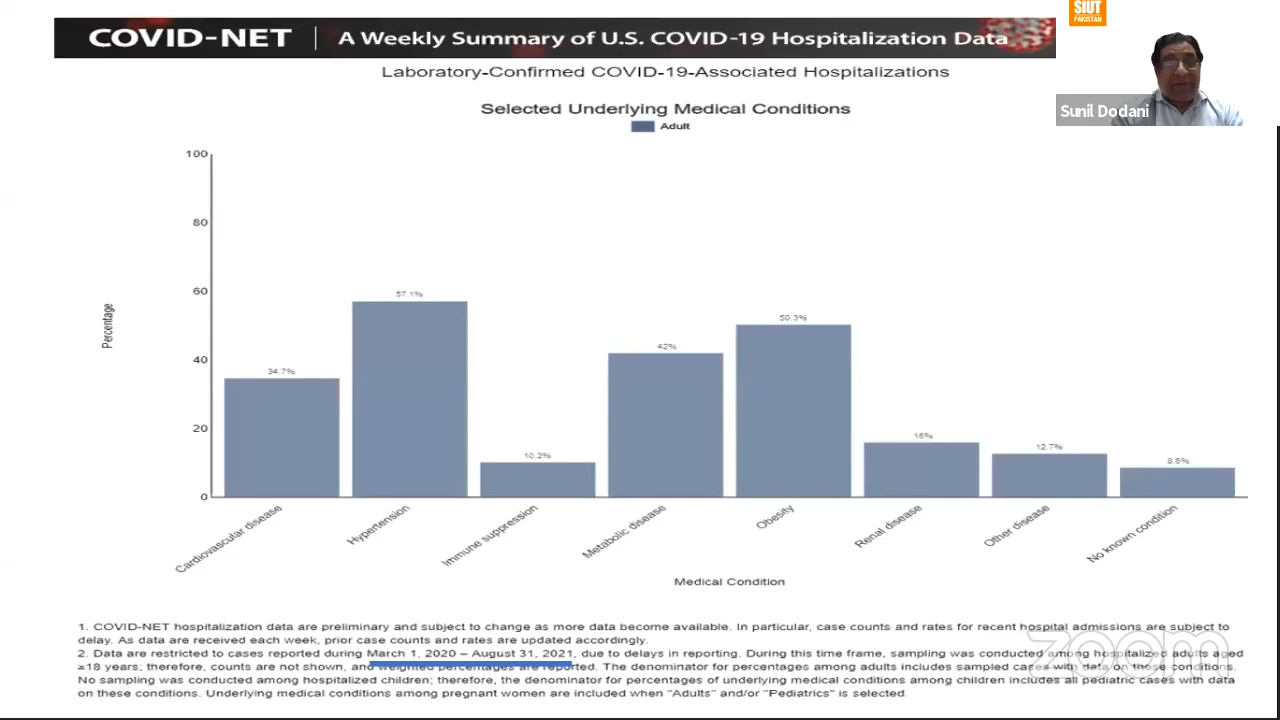 COVID-NET | A Weekly Summary of U.S. COVID-19 Hospitalization Data
SIUT
PAKISTAN
Sunil Dodani
Laboratory-Confirmed COVID-19-Associated Hospitalizations
Selected Underlying Medical Conditions
Adult
Percentage
100
80
60
40
20
0
34.7%
57.1%
10.2%
42%
50.3%
16%
12.7%
8.6%
Cardiovascular disease
Hypertension
Immune suppression
Metabolic disease
Obesity
Renal disease
Other disease
No known condition
Medical Condition
1. COVID-NET hospitalization data are preliminary and subject to change as more data become available. In particular, case counts and rates for recent hospital admissions are subject to
delay. As data are received each week, prior case counts and rates are updated accordingly.
2. Data are restricted to cases reported during March 1, 2020 – August 31, 2021, due to delays in reporting. During this time frame, sampling was conducted among hospitalized adults aged
≥18 years; therefore, counts are not shown, and weighted percentages are reported. The denominator for percentages among adults includes sampled cases with data on these conditions.
No sampling was conducted among hospitalized children; therefore, the denominator for percentages of underlying medical conditions among children includes all pediatric cases with data
on these conditions. Underlying medical conditions among pregnant women are included when "Adults" and/or "Pediatrics" is selected.
zoom